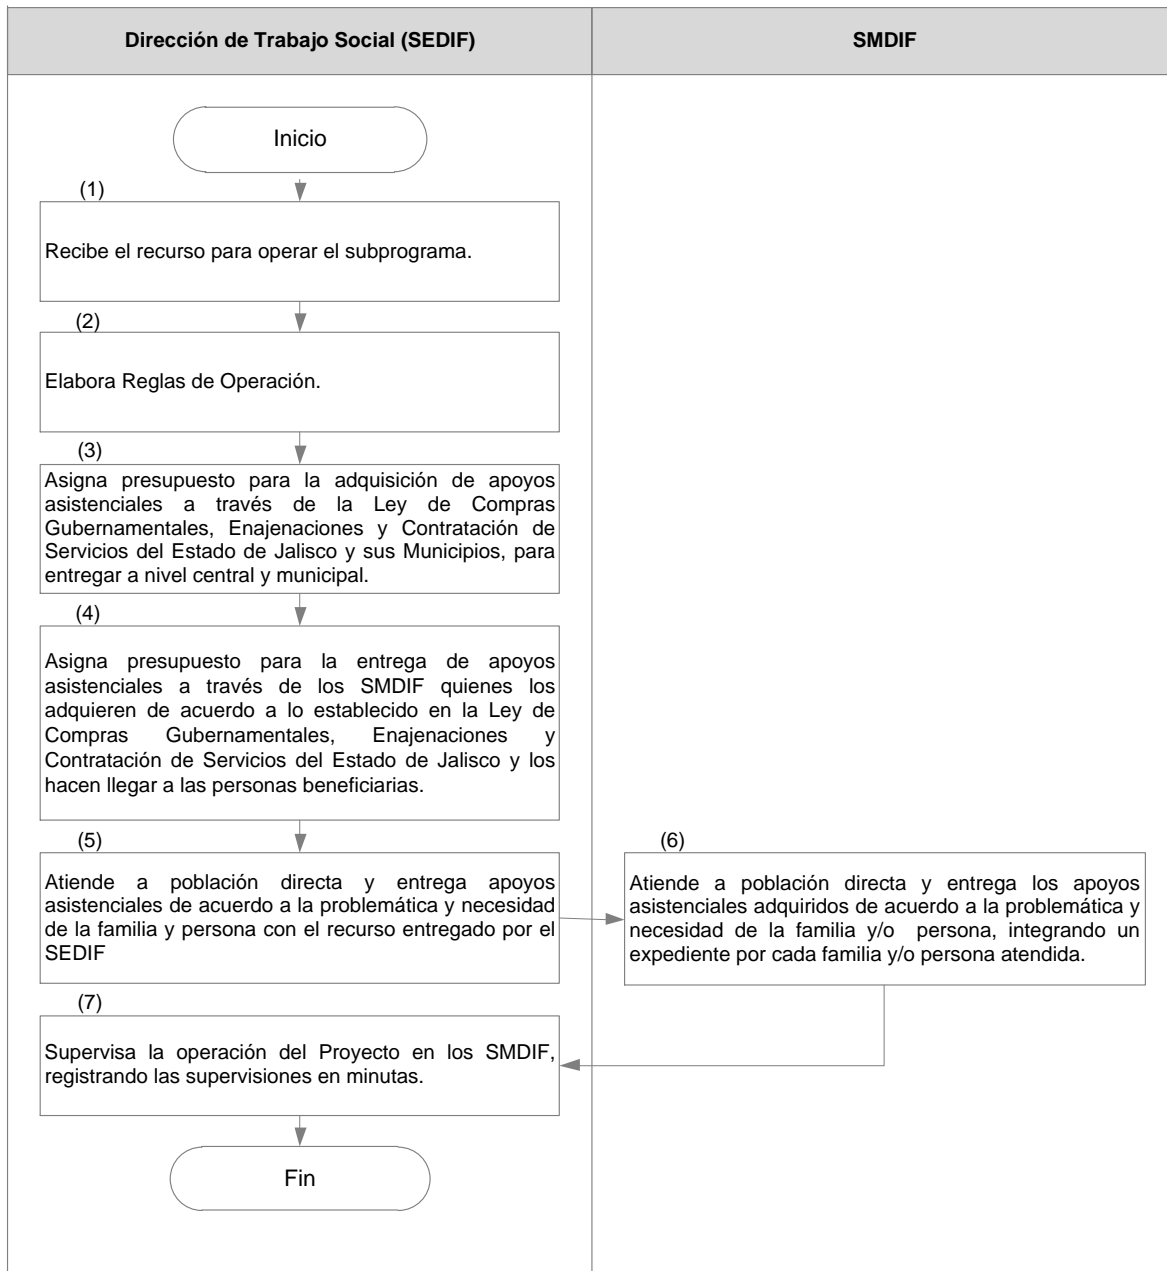 Dirección de Trabajo Social (SEDIF)
SMDIF
Inicio
(1)
Recibe el recurso para operar el subprograma.
(2)
Elabora Reglas de Operación.
(3)
Asigna presupuesto para la adquisición de apoyos
asistenciales a través de la Ley de Compras
Gubernamentales, Enajenaciones y Contratación de
Servicios del Estado de Jalisco y sus Municipios, para
entregar a nivel central y municipal.
(4)
Asigna presupuesto para la entrega de apoyos
asistenciales a través de los SMDIF quienes los
adquieren de acuerdo a lo establecido en la Ley de
Compras Gubernamentales, Enajenaciones y
Contratación de Servicios del Estado de Jalisco y los
hacen llegar a las personas beneficiarias.
(5)
Atiende a población directa y entrega apoyos
asistenciales de acuerdo a la problemática y necesidad
de la familia y persona con el recurso entregado por el
SEDIF
(6)
Atiende a población directa y entrega los apoyos
asistenciales adquiridos de acuerdo a la problemática y
necesidad de la familia y/o persona, integrando un
expediente por cada familia y/o persona atendida.
(7)
Supervisa la operación del Proyecto en los SMDIF,
registrando las supervisiones en minutas.
Fin